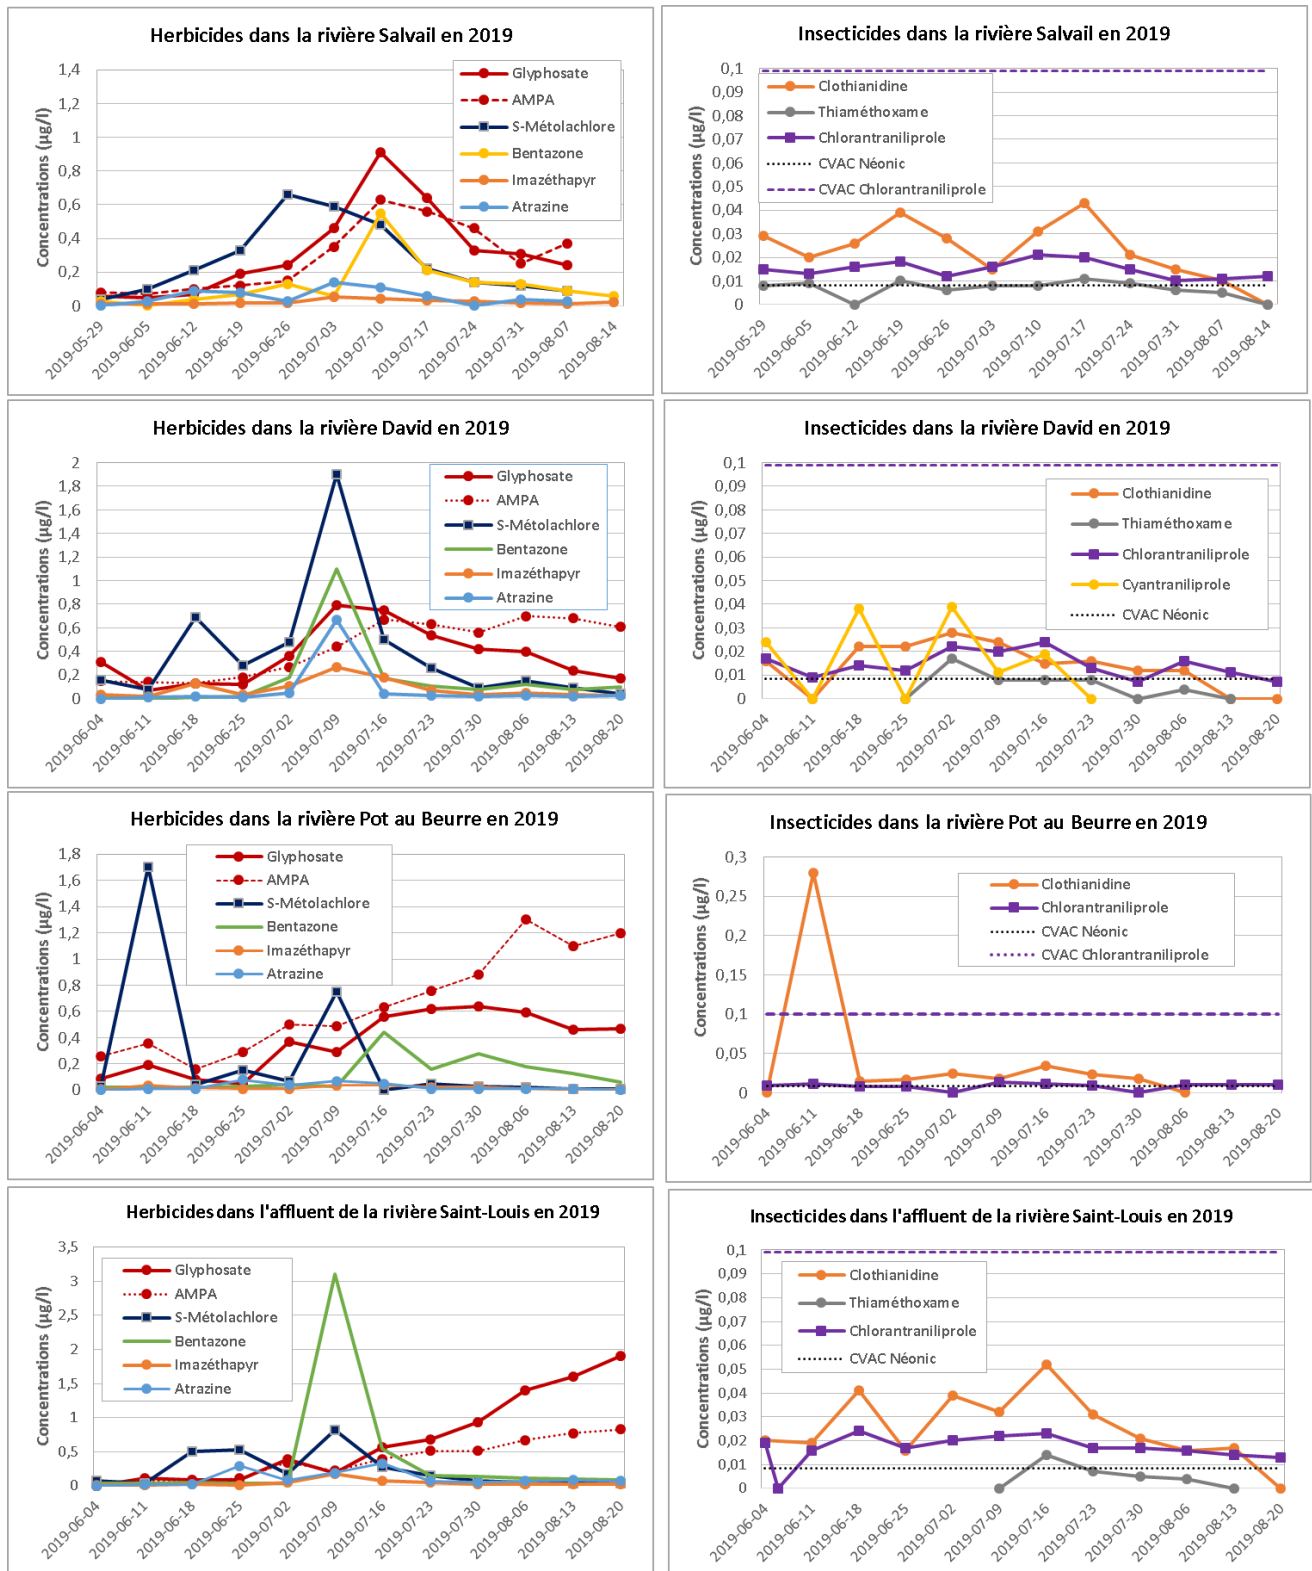 Herbicides dans la rivière Salvail en 2019
Concentrations (µg/l)
1,4
1,2
1
0,8
0,6
0,4
0,2
0
Glyphosate
AMPA
S-Métolachlore
Bentazone
Imazéthapyr
Atrazine
2019-05-29
2019-06-05
2019-06-12
2019-06-19
2019-06-26
2019-07-03
2019-07-10
2019-07-17
2019-07-24
2019-07-31
2019-08-07
2019-08-14
Insecticides dans la rivière Salvail en 2019
Concentrations (µg/l)
0,1
0,09
0,08
0,07
0,06
0,05
0,04
0,03
0,02
0,01
0
Clothianidine
Thiaméthoxame
Chlorantraniliprole
CVAC Néonic
CVAC Chlorantraniliprole
2019-05-29
2019-06-05
2019-06-12
2019-06-19
2019-06-26
2019-07-03
2019-07-10
2019-07-17
2019-07-24
2019-07-31
2019-08-07
2019-08-14
Herbicides dans la rivière David en 2019
Concentrations (µg/l)
2
1,8
1,6
1,4
1,2
1
0,8
0,6
0,4
0,2
0
Glyphosate
AMPA
S-Métolachlore
Bentazone
Imazéthapyr
Atrazine
2019-06-04
2019-06-11
2019-06-18
2019-06-25
2019-07-02
2019-07-09
2019-07-16
2019-07-23
2019-07-30
2019-08-06
2019-08-13
2019-08-20
Insecticides dans la rivière David en 2019
Concentrations (µg/l)
0,1
0,09
0,08
0,07
0,06
0,05
0,04
0,03
0,02
0,01
0
Clothianidine
Thiaméthoxame
Chlorantraniliprole
Cyantraniliprole
CVAC Néonic
2019-06-04
2019-06-11
2019-06-18
2019-06-25
2019-07-02
2019-07-09
2019-07-16
2019-07-23
2019-07-30
2019-08-06
2019-08-13
2019-08-20
Herbicides dans la rivière Pot au Beurre en 2019
Concentrations (µg/l)
1,8
1,6
1,4
1,2
1
0,8
0,6
0,4
0,2
0
Glyphosate
AMPA
S-Métolachlore
Bentazone
Imazéthapyr
Atrazine
2019-06-04
2019-06-11
2019-06-18
2019-06-25
2019-07-02
2019-07-09
2019-07-16
2019-07-23
2019-07-30
2019-08-06
2019-08-13
2019-08-20
Insecticides dans la rivière Pot au Beurre en 2019
Concentrations (µg/l)
0,3
0,25
0,2
0,15
0,1
0,05
0
Clothianidine
Chlorantraniliprole
CVAC Néonic
CVAC Chlorantraniliprole
2019-06-04
2019-06-11
2019-06-18
2019-06-25
2019-07-02
2019-07-09
2019-07-16
2019-07-23
2019-07-30
2019-08-06
2019-08-13
2019-08-20
Herbicides dans l'affluent de la rivière Saint-Louis en 2019
Concentrations (µg/l)
3,5
3
2,5
2
1,5
1
0,5
0
Glyphosate
AMPA
S-Métolachlore
Bentazone
Imazéthapyr
Atrazine
2019-06-04
2019-06-11
2019-06-18
2019-06-25
2019-07-02
2019-07-09
2019-07-16
2019-07-23
2019-07-30
2019-08-06
2019-08-13
2019-08-20
Insecticides dans l'affluent de la rivière Saint-Louis en 2019
Concentrations (µg/l)
0,1
0,09
0,08
0,07
0,06
0,05
0,04
0,03
0,02
0,01
0
Clothianidine
Thiaméthoxame
Chlorantraniliprole
CVAC Néonic
2019-06-04
2019-06-11
2019-06-18
2019-06-25
2019-07-02
2019-07-09
2019-07-16
2019-07-23
2019-07-30
2019-08-06
2019-08-13
2019-08-20